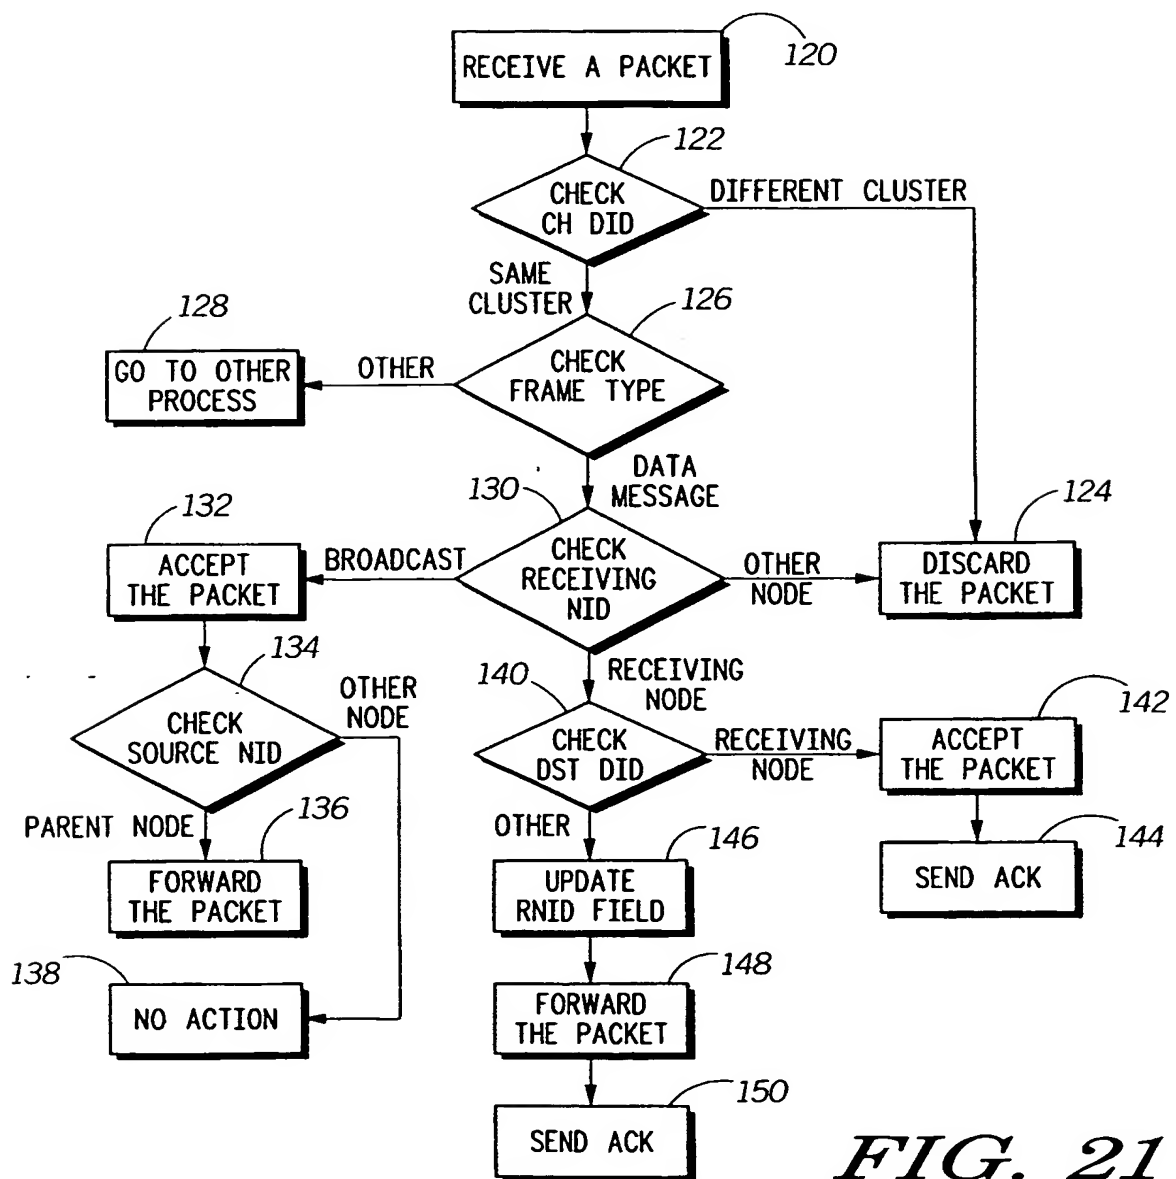 RECEIVE A PACKET
120
122
CHECK
CH DID
DIFFERENT CLUSTER
SAME
CLUSTER
126
128
GO TO OTHER
PROCESS
OTHER
CHECK
FRAME TYPE
DATA
MESSAGE
130
132
124
ACCEPT
THE PACKET
BROADCAST
CHECK
RECEIVING
NID
OTHER
NODE
DISCARD
THE PACKET
134
CHECK
SOURCE NID
OTHER
NODE
140
RECEIVING
NODE
142
CHECK
DST DID
RECEIVING
NODE
ACCEPT
THE PACKET
PARENT NODE
136
OTHER
146
144
FORWARD
THE PACKET
UPDATE
RNID FIELD
SEND ACK
138
NO ACTION
148
FORWARD
THE PACKET
150
SEND ACK
FIG. 21